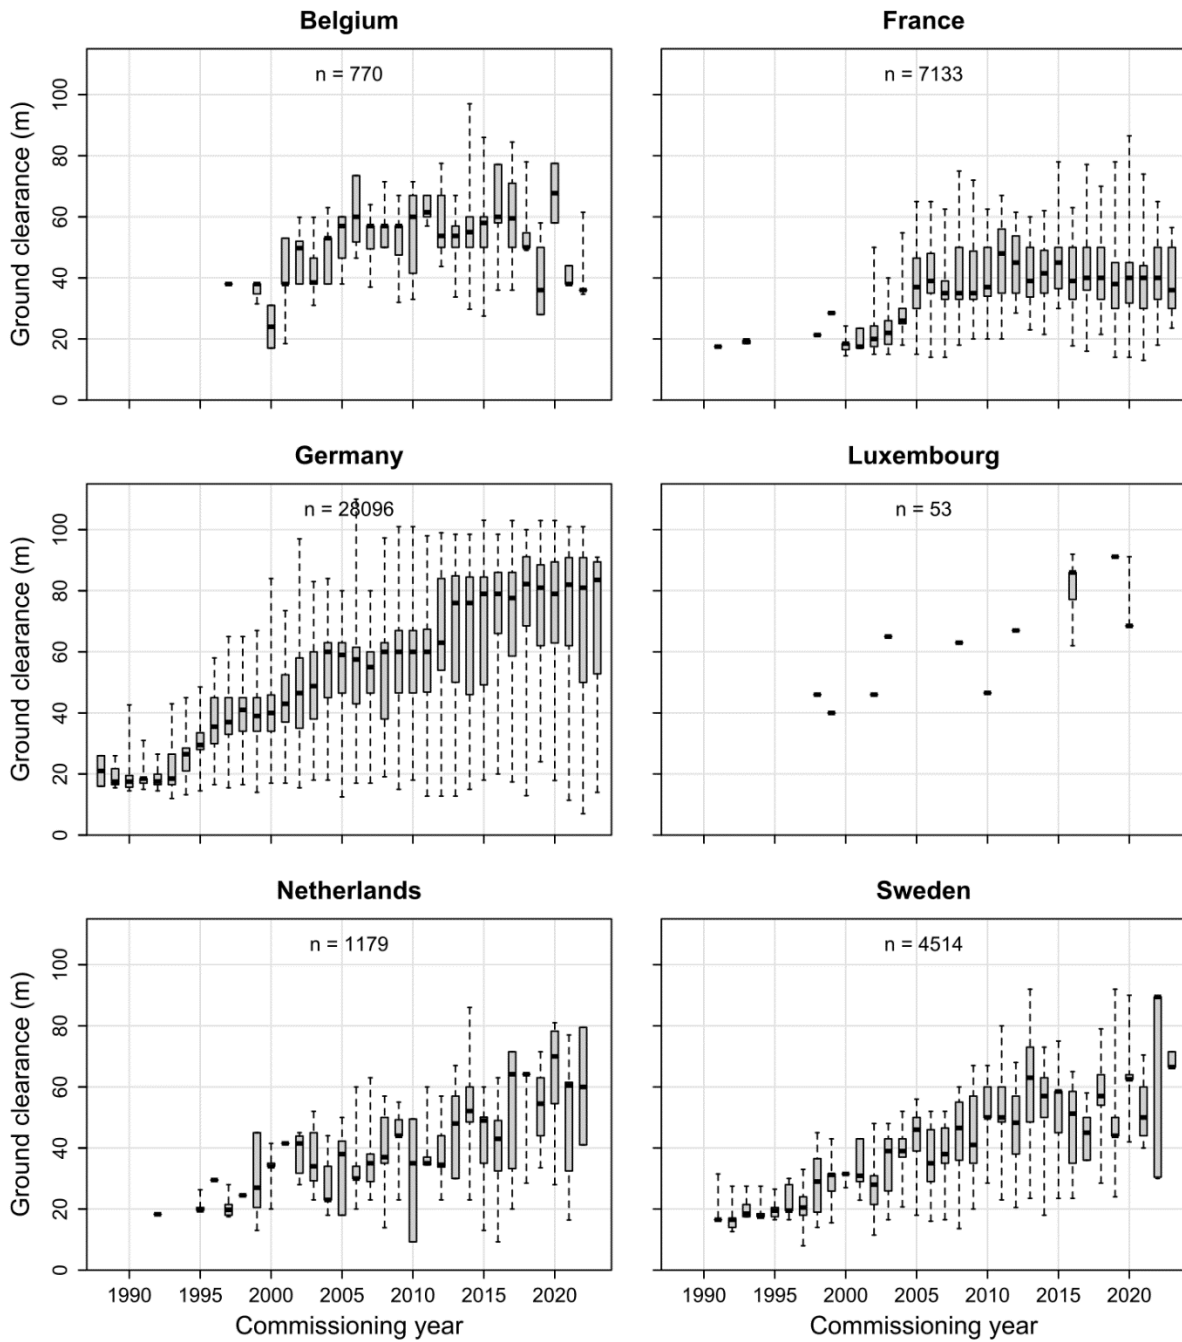 Belgium
France
n = 770
n = 7133
Ground clearance (m)
0 20 40 60 80 100
Germany
Luxembourg
n = 28096
n = 53
Ground clearance (m)
0 20 40 60 80 100
Netherlands
Sweden
n = 1179
n = 4514
Ground clearance (m)
0 20 40 60 80 100
1990 1995 2000 2005 2010 2015 2020
1990 1995 2000 2005 2010 2015 2020
Commissioning year
Commissioning year